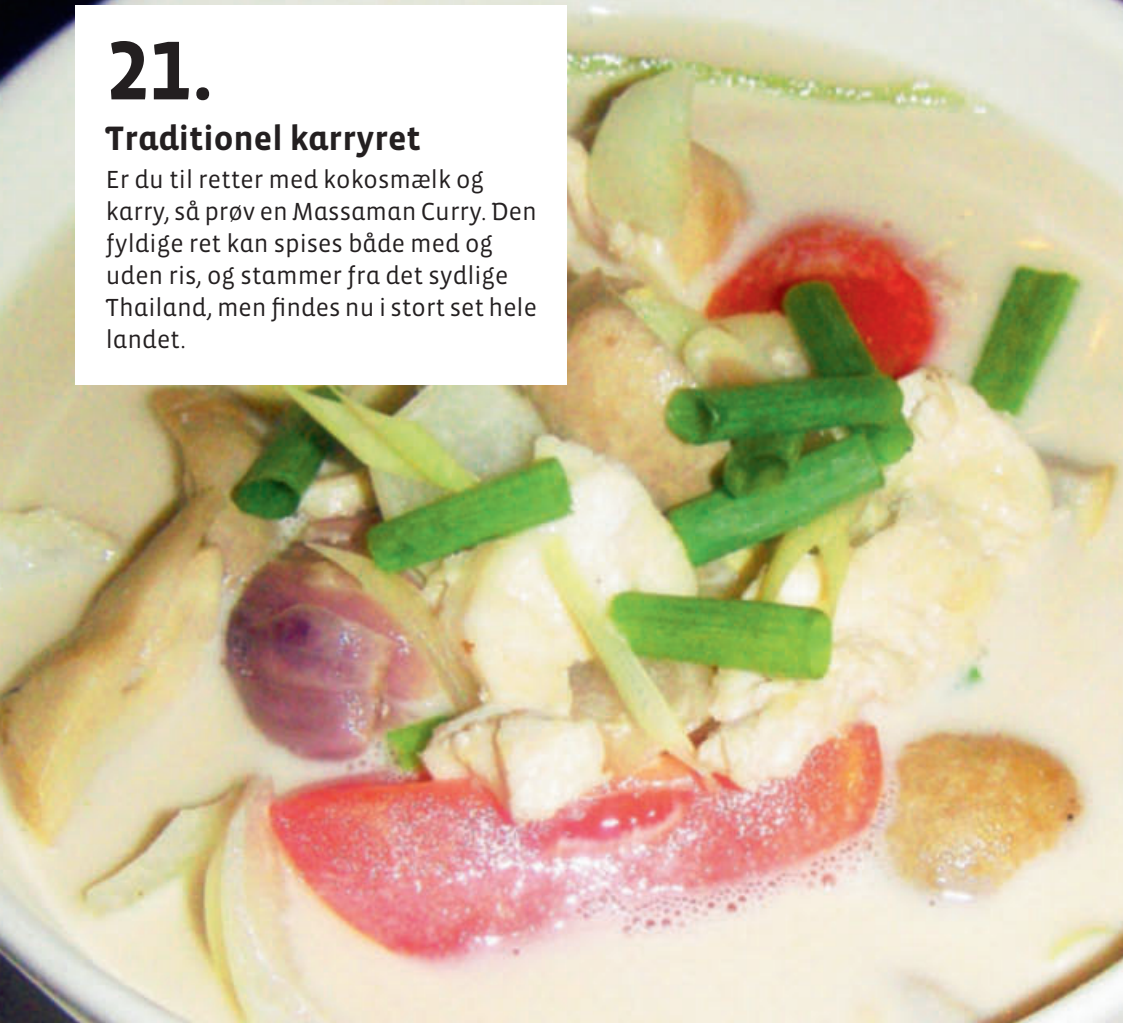 21.
Traditionel karryret
Er du til retter med kokosmælk og
karry, så prøv en Massaman Curry. Den
fyldige ret kan spises både med og
uden ris, og stammer fra det sydlige
Thailand, men findes nu i stort set hele
landet.